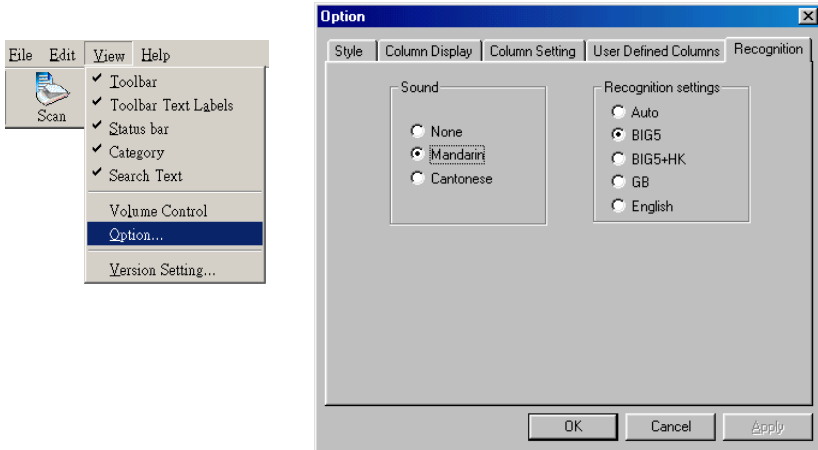 File Edit View Help
Scan
Toolbar
Toolbar Text Labels
Status bar
Category
Search Text
Volume Control
Option...
Version Setting...
Option
Style Column Display Column Setting User Defined Columns Recognition
Sound
None
Mandarin
Cantonese
Recognition settings
Auto
BIG5
BIG5+HK
GB
English
OK Cancel Apply